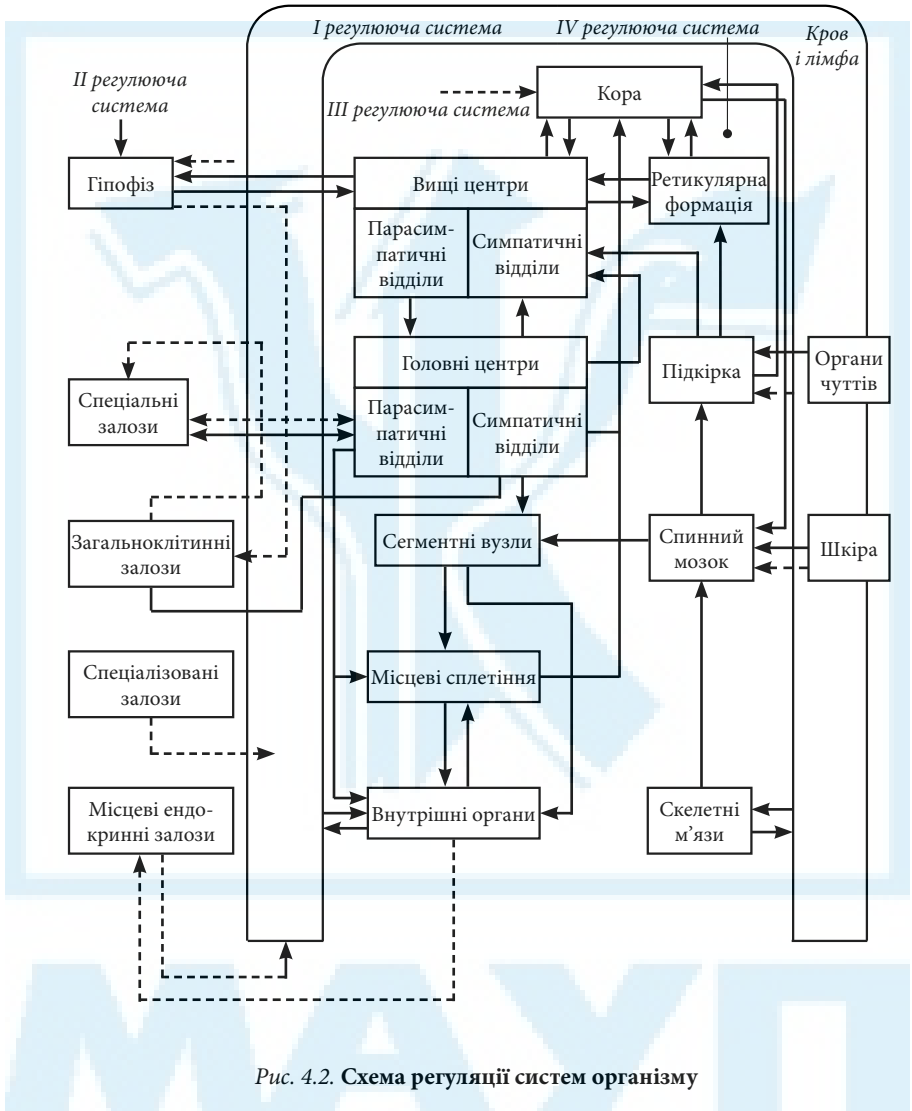 I регулююча система
IV регулююча система
Кров
і лімфа
II регулююча
система
III регулююча система
Кора
Гіпофіз
Вищі центри
Ретикулярна
формація
Парасим-
патичні
відділи
Симпатичні
відділи
Головні центри
Підкірка
Органи
чуттів
Спеціальні
залози
Парасим-
патичні
відділи
Симпатичні
відділи
Загальноклітинні
залози
Сегментні вузли
Спинний
мозок
Шкіра
Спеціалізовані
залози
Місцеві сплетіння
Місцеві ендо-
кринні залози
Внутрішні органи
Скелетні
м'язи
МАУП
Рис. 4.2. Схема регуляції систем організму